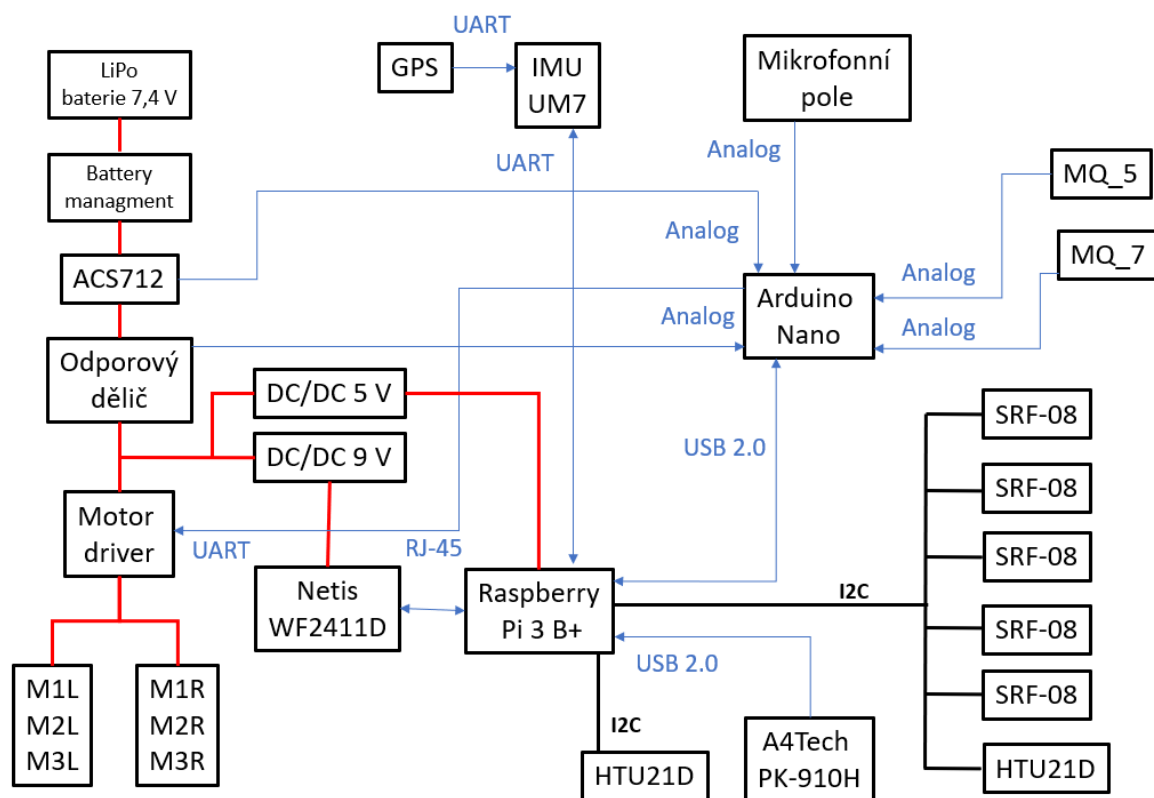 UART
GPS
IMU
UM7
Mikrofonní
pole
LiPo
baterie 7,4 V
UART
Analog
Battery
managment
MQ_5
Analog
MQ_7
ACS712
Analog
Arduino
Nano
Analog
Analog
Odporový
dělič
DC/DC 5 V
DC/DC 9 V
USB 2.0
SRF-08
SRF-08
Motor
driver
UART
RJ-45
SRF-08
Netis
WF2411D
Raspberry
Pi 3 B+
I2C
SRF-08
USB 2.0
M1L
M2L
M3L
M1R
M2R
M3R
SRF-08
I2C
HTU21D
A4Tech
PK-910H
HTU21D